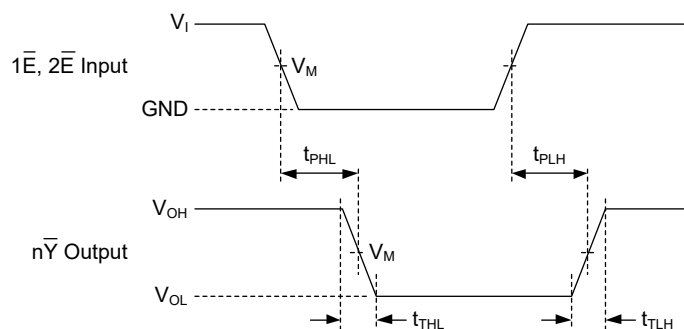 V_I
1E̅, 2E̅ Input
V_M
GND
t_PHL
t_PLH
V_OH
nY̅ Output
V_M
V_OL
t_THL
t_TLH